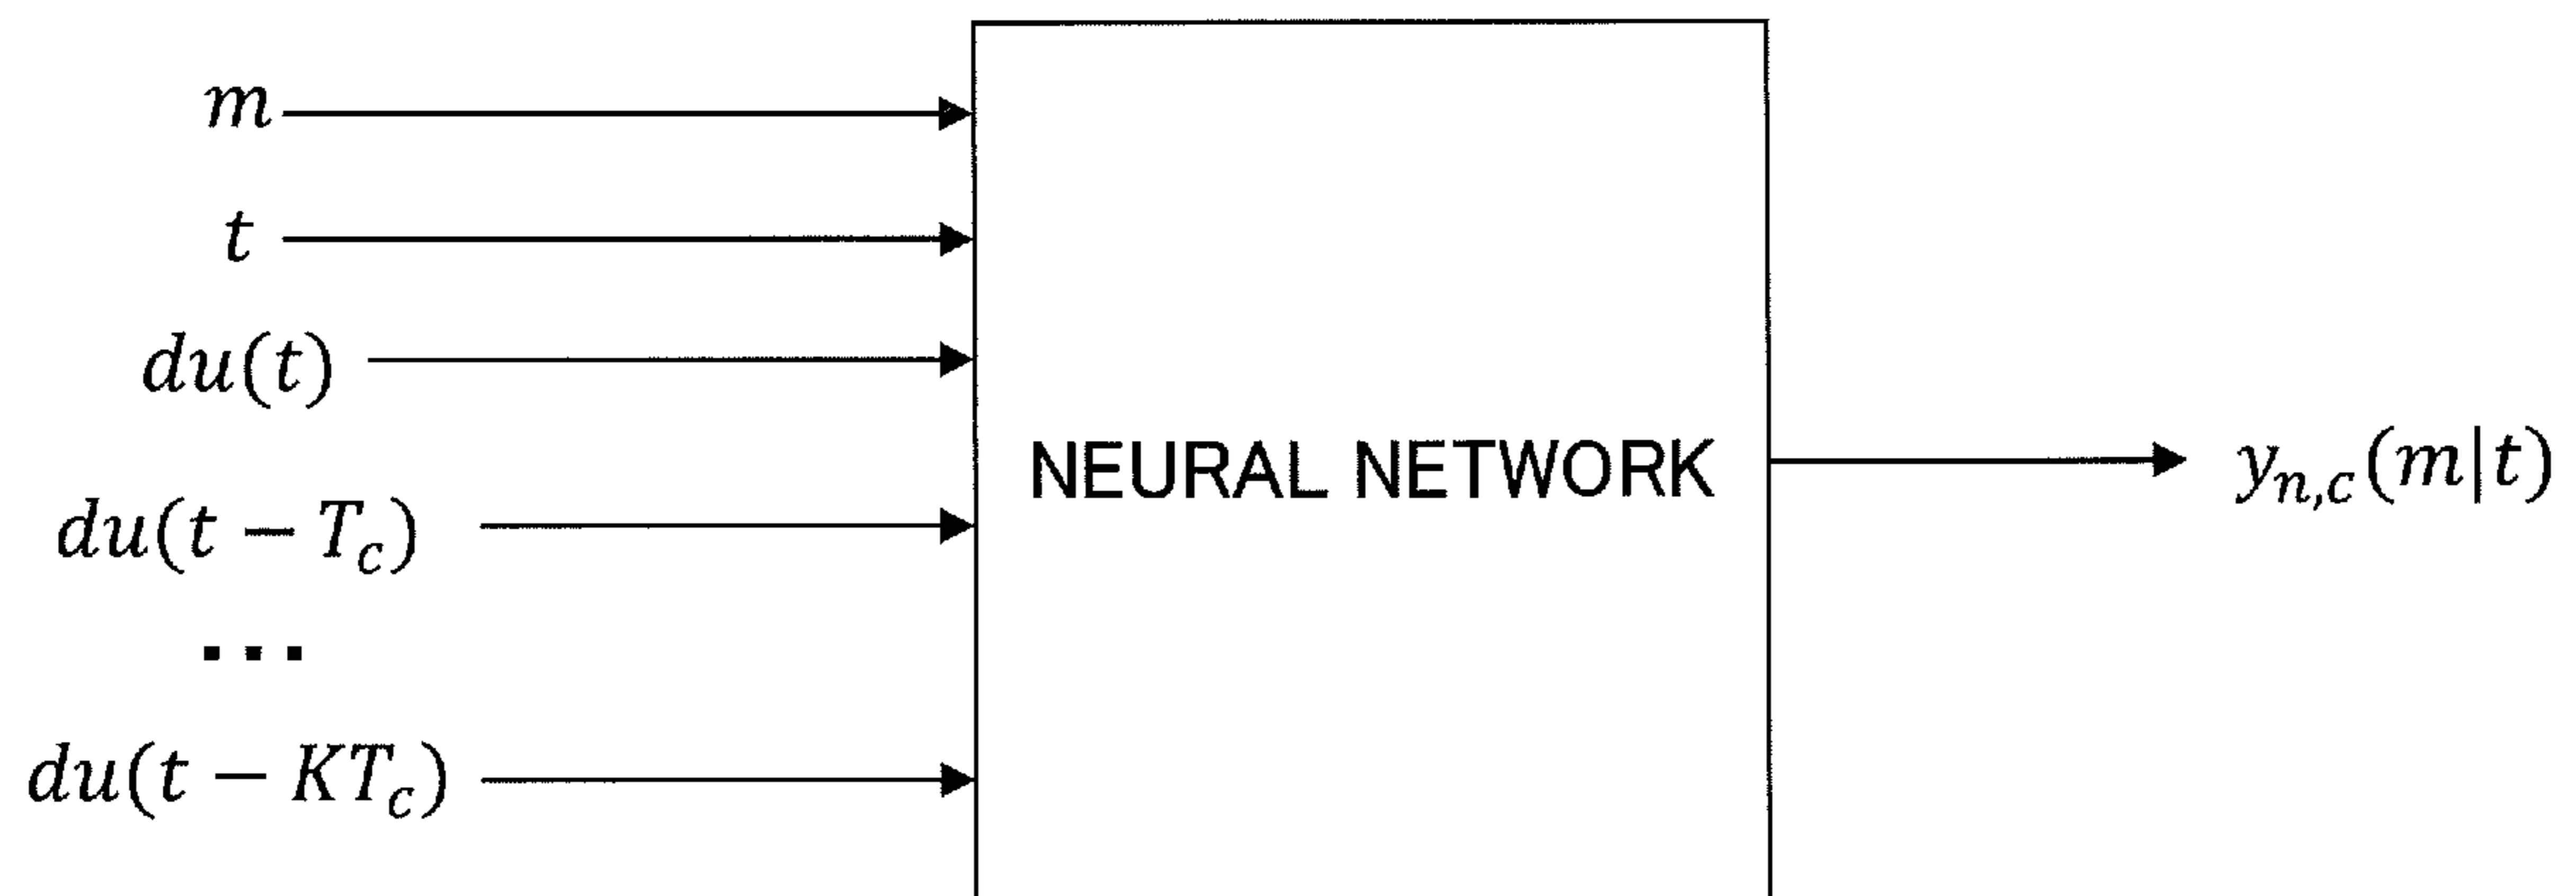 m
t
du(t)
du(t − T_c)
...
du(t − KT_c)
NEURAL NETWORK
y_{n,c}(m|t)